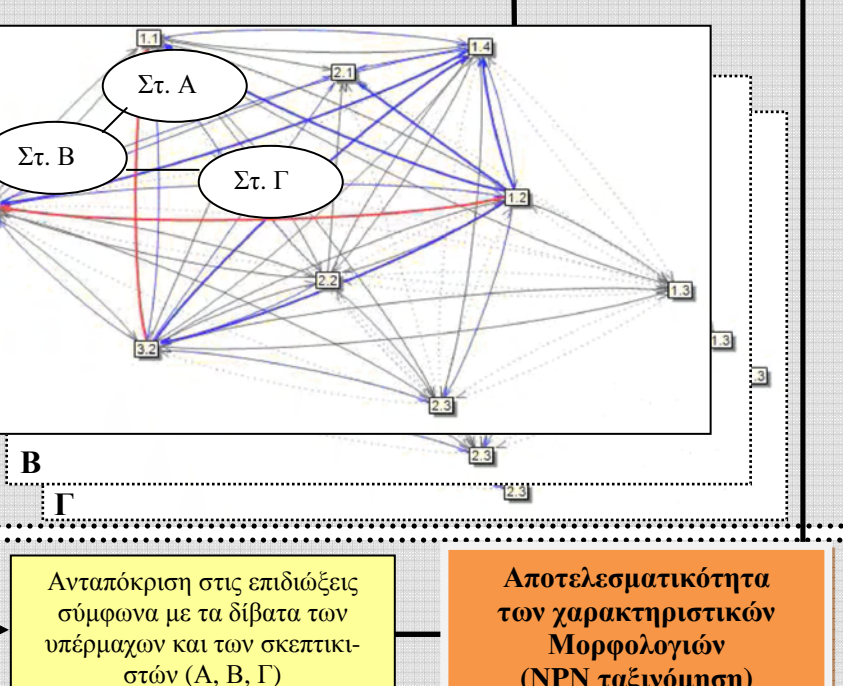 1.1
1.4
2.1
Στ. Α
Στ. Β
Στ. Γ
1.2
2.2
1.3
1.3
3.2
.3
2.3
Β
2.3
Γ
2.3
Ανταπόκριση στις επιδιώξεις
σύμφωνα με τα δίβατα των
υπέρμαχων και των σκεπτικι-
στών (Α, Β, Γ)
Αποτελεσματικότητα
των χαρακτηριστικών
Μορφολογιών
(NPN ταξινόμηση)